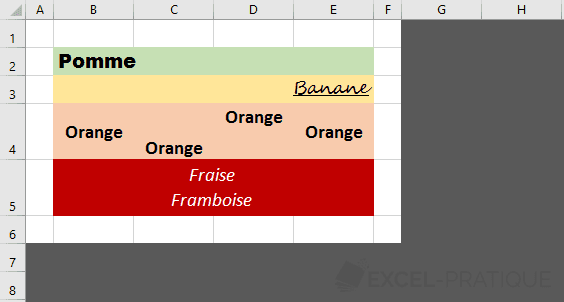 A B C D E F G H
1
2 Pomme
3 Banane
Orange
Orange Orange
4 Orange
Fraise
5 Framboise
6
7
EXCEL-PRATIQUE
8